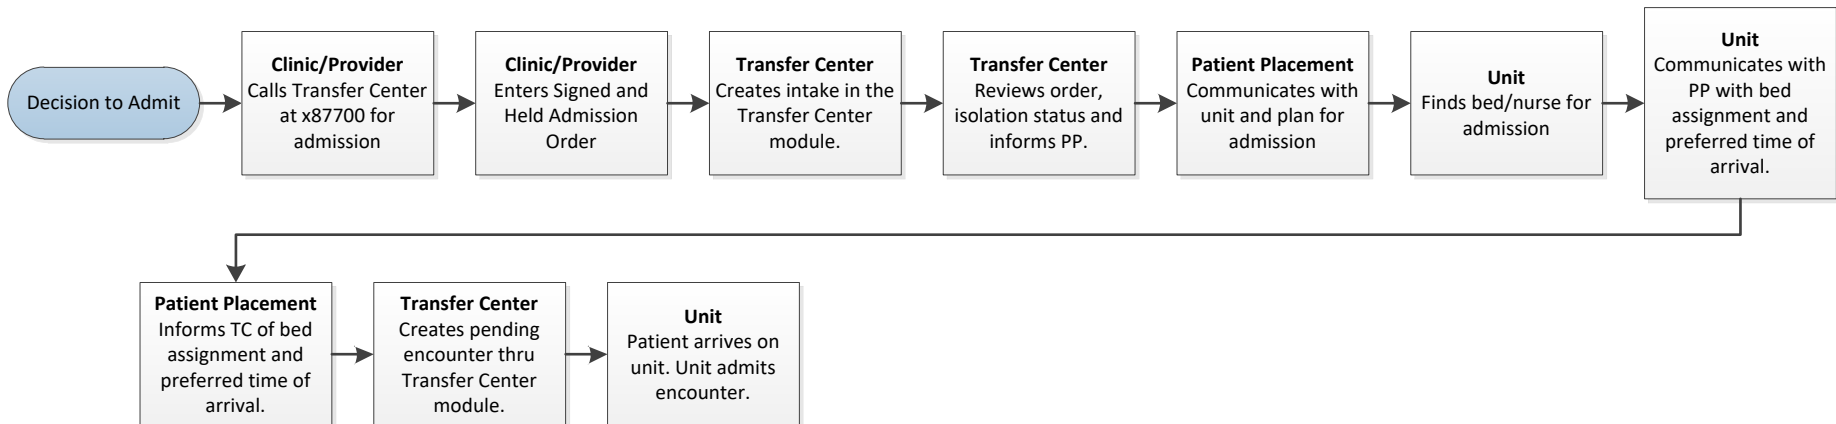 Decision to Admit
Clinic/Provider
Calls Transfer Center
at x87700 for
admission
Clinic/Provider
Enters Signed and
Held Admission
Order
Transfer Center
Creates intake in the
Transfer Center
module.
Transfer Center
Reviews order,
isolation status and
informs PP.
Patient Placement
Communicates with
unit and plan for
admission
Unit
Finds bed/nurse for
admission
Unit
Communicates with
PP with bed
assignment and
preferred time of
arrival.
Patient Placement
Informs TC of bed
assignment and
preferred time of
arrival.
Transfer Center
Creates pending
encounter thru
Transfer Center
module.
Unit
Patient arrives on
unit. Unit admits
encounter.